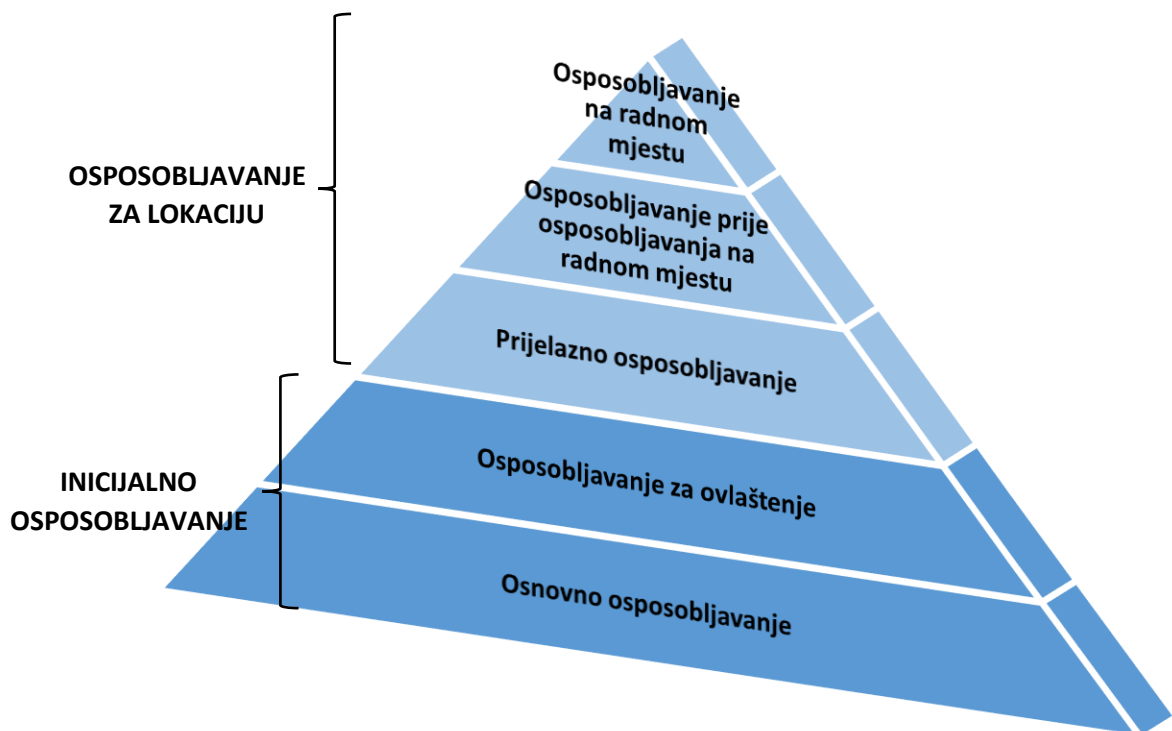 Osposobljavanje
na radnom
mjestu
OSPOSOBLJAVANJE
ZA LOKACIJU
Osposobljavanje prije
osposobljavanja na
radnom mjestu
Prijelazno osposobljavanje
INICIJALNO
OSPOSOBLJAVANJE
Osposobljavanje za ovlaštenje
Osnovno osposobljavanje